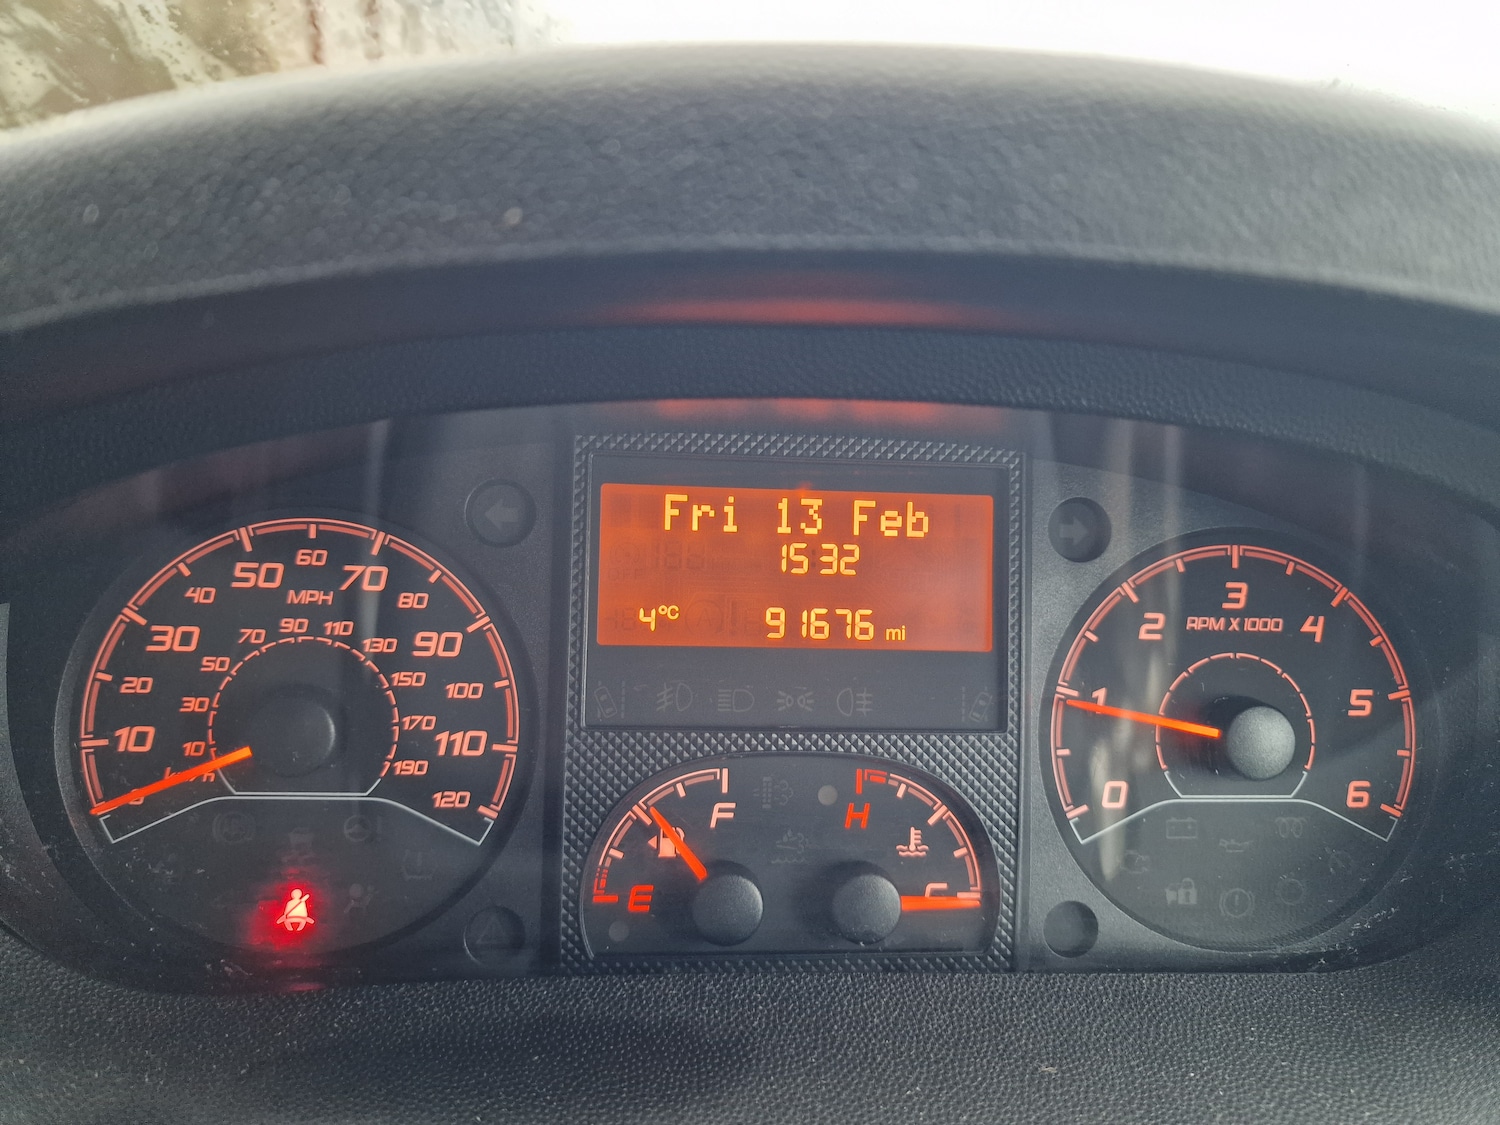 Fri 13 Feb
15:32
4°C 91676 mi
10 20 30 40 50 60 70 80 90 100 110 120
MPH
10 30 50 70 90 110 130 150 170 190
km/h
0 1 2 3 4 5 6
RPM X 1000
E F
H C